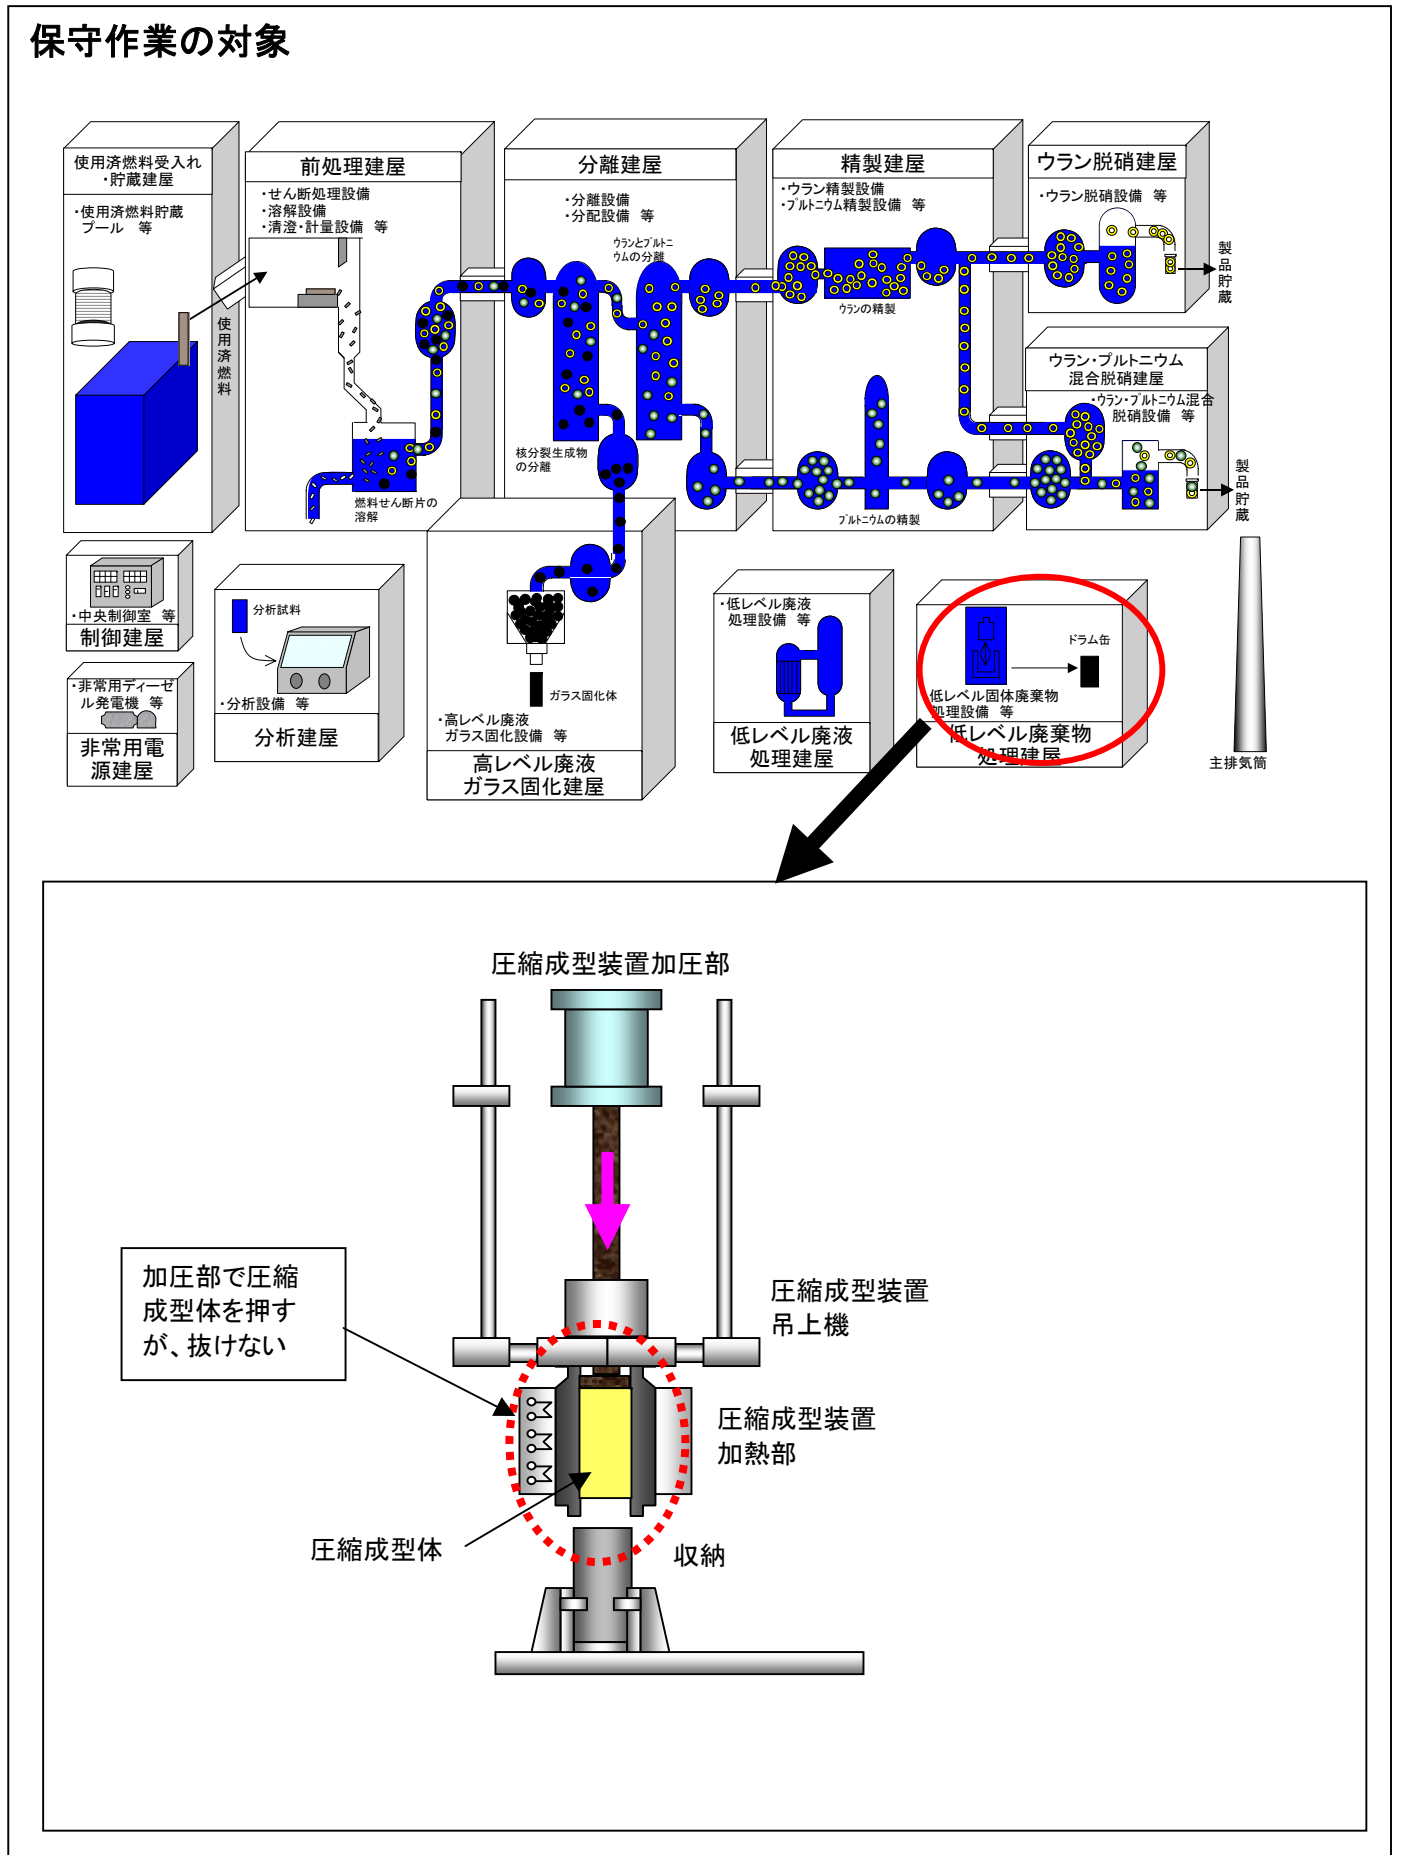 保守作業の対象
使用済燃料受入れ
・貯蔵建屋
・使用済燃料貯蔵
プール 等
使用済燃料
前処理建屋
・せん断処理設備
・溶解設備
・清澄・計量設備 等
燃料せん断片の
溶解
分離建屋
・分離設備
・分配設備 等
ウランとプルトニ
ウムの分離
核分裂生成物
の分離
精製建屋
・ウラン精製設備
・プルトニウム精製設備 等
ウランの精製
プルトニウムの精製
ウラン脱硝建屋
・ウラン脱硝設備 等
製品貯蔵
ウラン・プルトニウム
混合脱硝建屋
・ウラン・プルトニウム混合
脱硝設備 等
製品貯蔵
・中央制御室 等
制御建屋
・非常用ディーゼ
ル発電機 等
非常用電
源建屋
分析試料
・分析設備 等
分析建屋
ガラス固化体
・高レベル廃液
ガラス固化設備 等
高レベル廃液
ガラス固化建屋
・低レベル廃液
処理設備 等
低レベル廃液
処理建屋
ドラム缶
低レベル固体廃棄物
処理設備 等
低レベル廃棄物
処理建屋
主排気筒
圧縮成型装置加圧部
加圧部で圧縮
成型体を押す
が、抜けない
圧縮成型装置
吊上機
圧縮成型装置
加熱部
圧縮成型体
収納